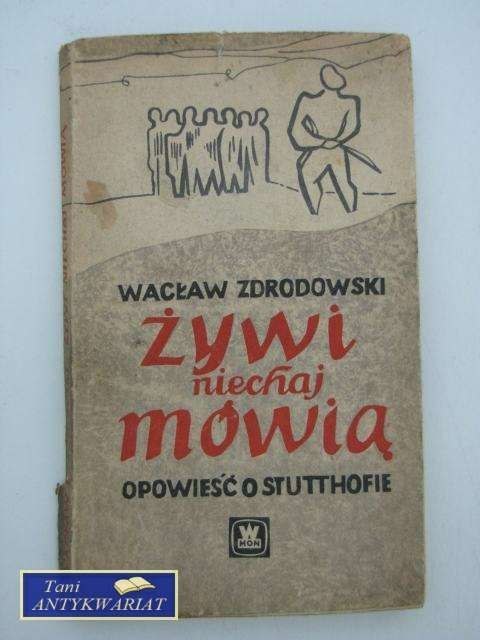 WACŁAW ZDRODOWSKI
żywi
niechaj
mówią
OPOWIEŚĆ O STUTTHOFIE
W
MON
Tani
ANTYKWARIAT